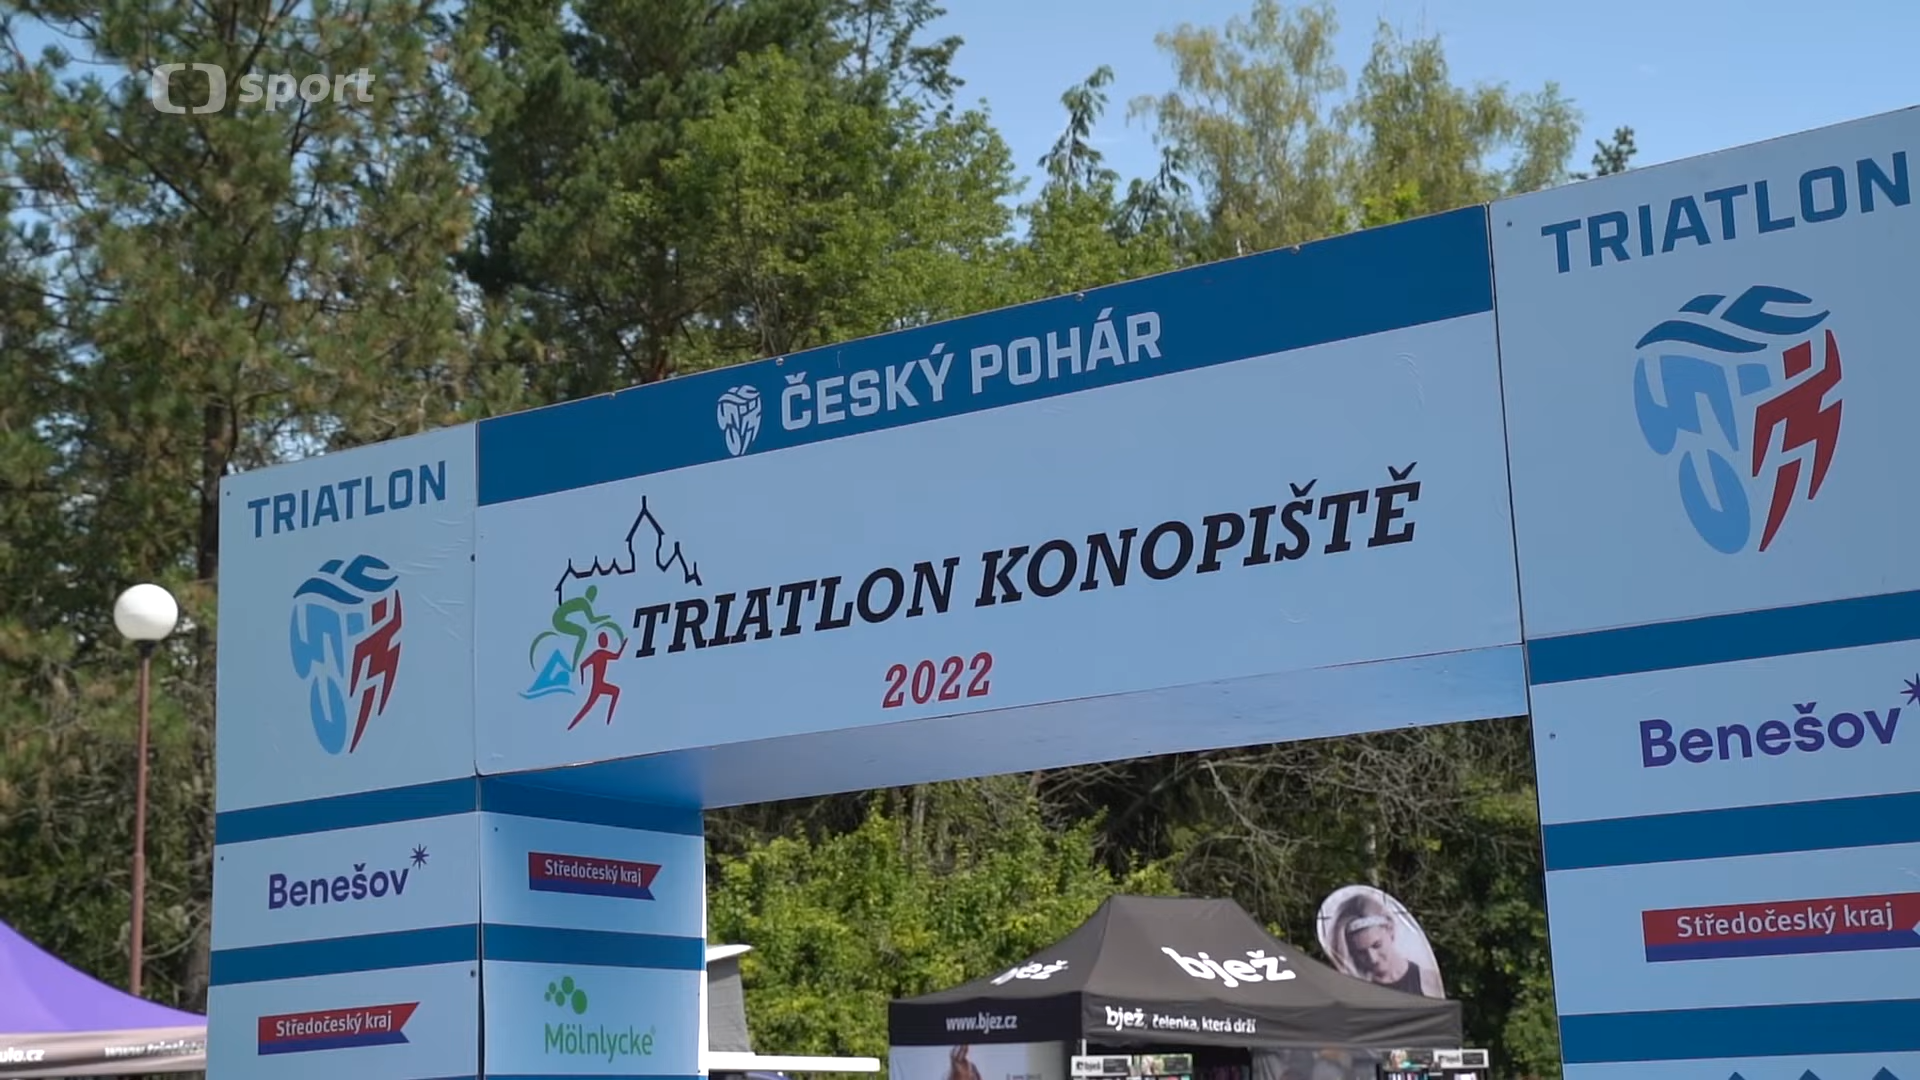 sport
TRIATLON
ČESKÝ POHÁR
TRIATLON
TRIATLON KONOPIŠTĚ
2022
Benešov
Středočeský kraj
Mölnlycke
Středočeský kraj
Benešov
Středočeský kraj
bjež
bjež
www.bjez.cz
bjež, čelenka, která drží